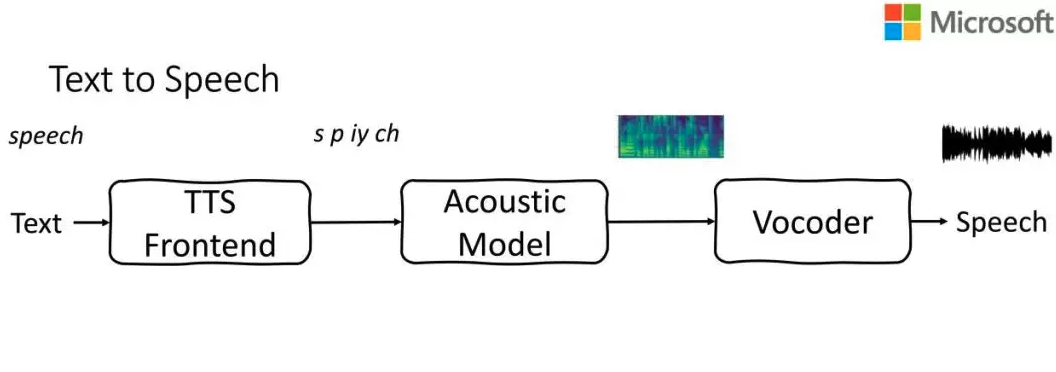 Microsoft
Text to Speech
speech
s p iy ch
Text
TTS
Frontend
Acoustic
Model
Vocoder
Speech